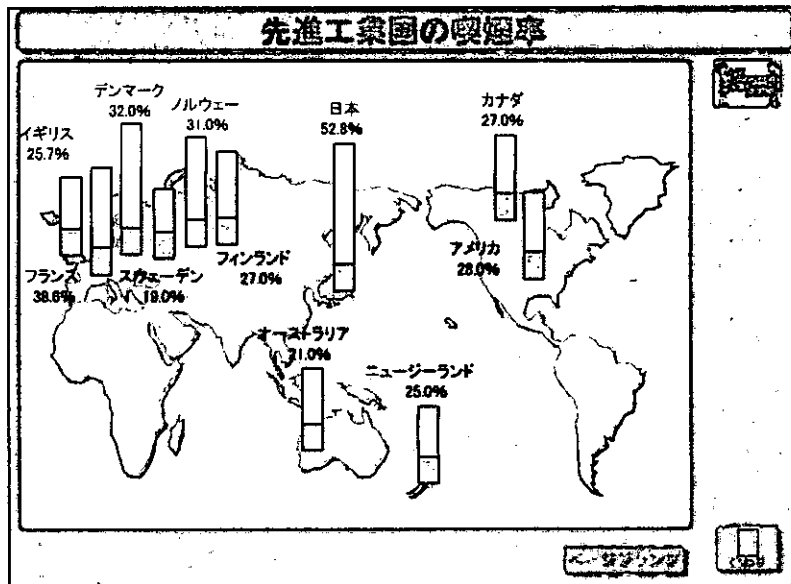 先進工業国の喫煙率
デンマーク
32.0%
ノルウェー
31.0%
日本
52.8%
カナダ
27.0%
イギリス
25.7%
フランス
38.6%
スウェーデン
19.0%
フィンランド
27.0%
アメリカ
28.0%
オーストラリア
21.0%
ニュージーランド
25.0%